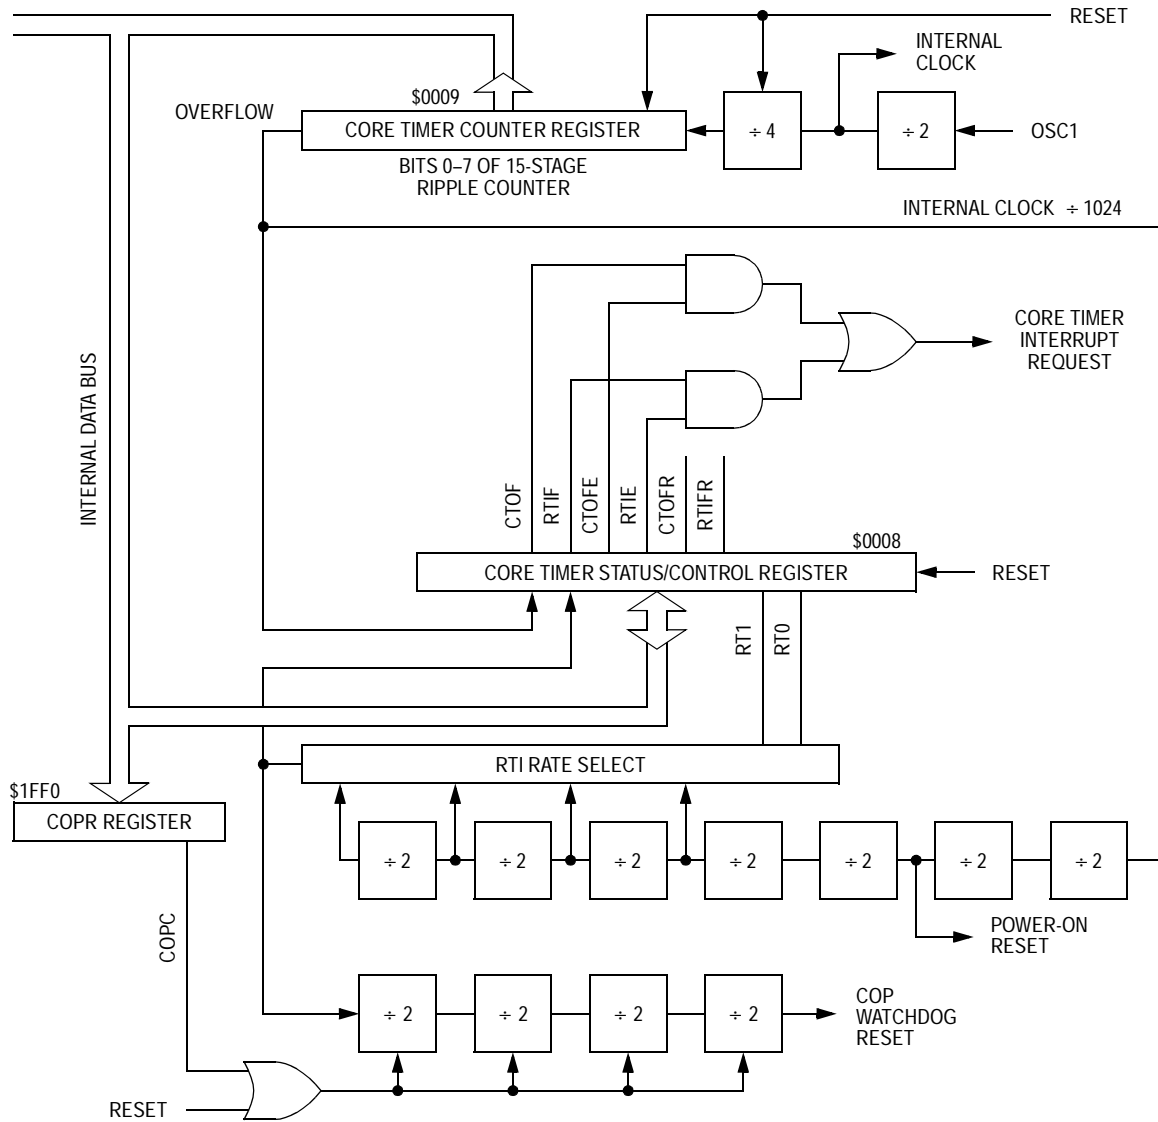 RESET
INTERNAL
CLOCK
$0009
OVERFLOW
CORE TIMER COUNTER REGISTER
÷ 4
÷ 2
OSC1
BITS 0–7 OF 15-STAGE
RIPPLE COUNTER
INTERNAL CLOCK ÷ 1024
CORE TIMER
INTERRUPT
REQUEST
INTERNAL DATA BUS
CTOF
RTIF
CTOFE
RTIE
CTOFR
RTIFR
$0008
CORE TIMER STATUS/CONTROL REGISTER
RESET
RT1
RT0
RTI RATE SELECT
$1FF0
COPR REGISTER
÷ 2
÷ 2
÷ 2
÷ 2
÷ 2
÷ 2
÷ 2
POWER-ON
RESET
COPC
÷ 2
÷ 2
÷ 2
÷ 2
COP
WATCHDOG
RESET
RESET